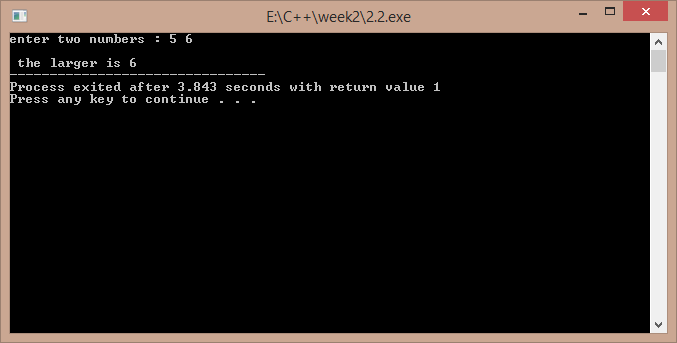 E:\C++\week2\2.2.exe
enter two numbers : 5 6
the larger is 6
--------------------------------
Process exited after 3.843 seconds with return value 1
Press any key to continue . . .